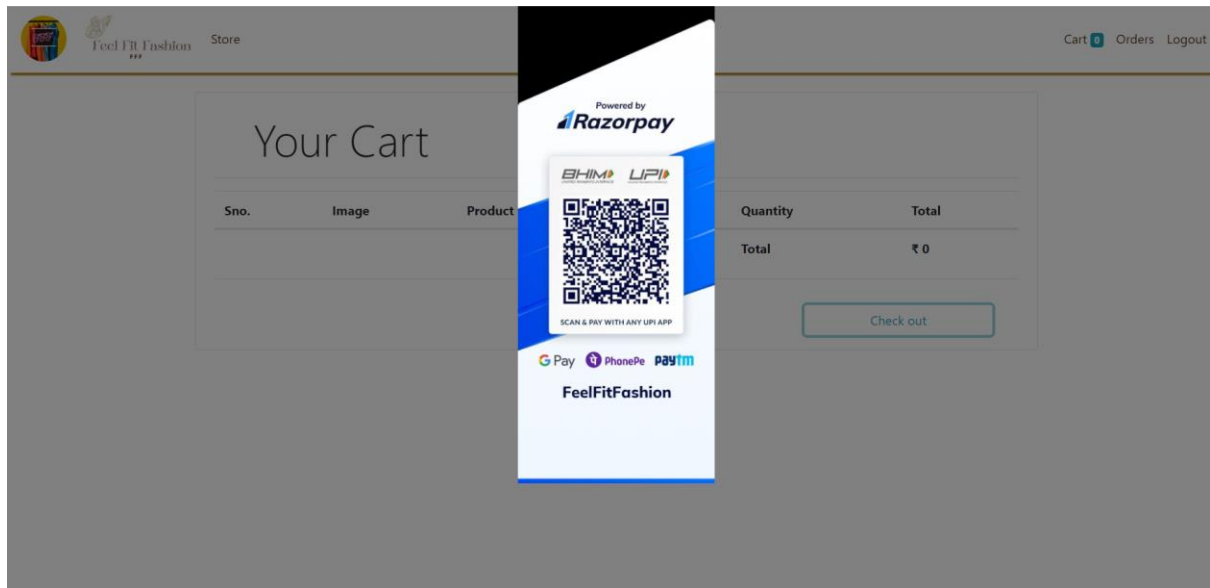 Feel Fit Fashion
FFF
Store
Cart 0 Orders Logout
Your Cart
Sno. Image Product Quantity Total
Total ₹ 0
Check out
Powered by
Razorpay
BHIM UPI
SCAN & PAY WITH ANY UPI APP
G Pay PhonePe paytm
FeelFitFashion